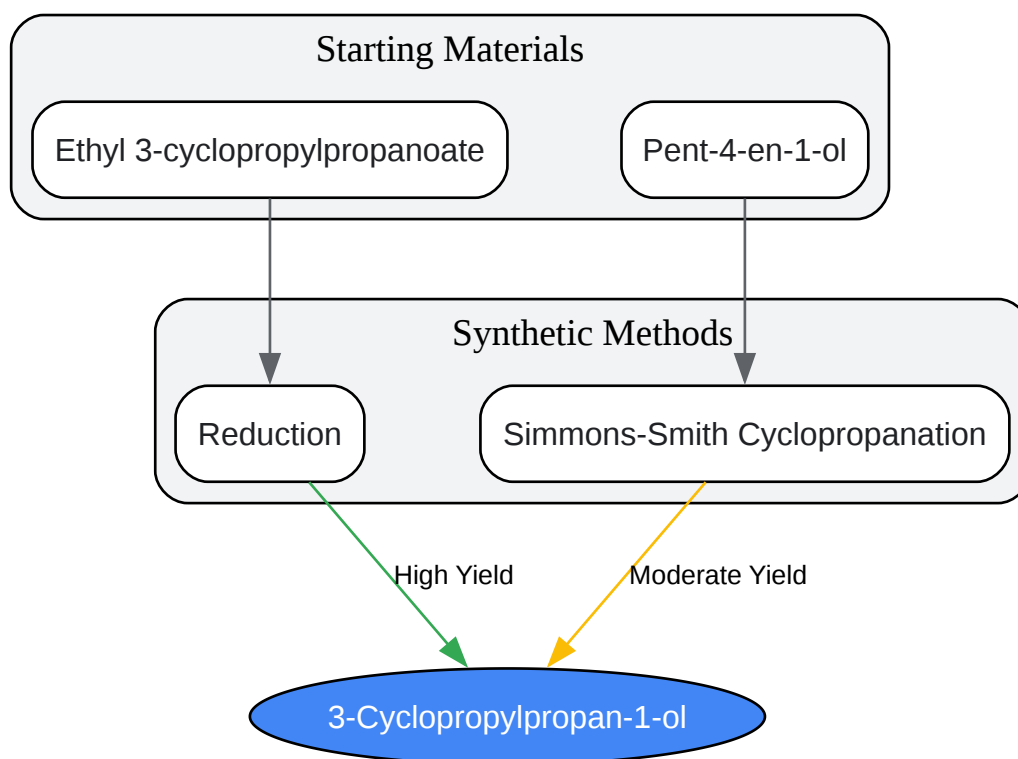 Starting Materials
Ethyl 3-cyclopropylpropanoate
Pent-4-en-1-ol
Synthetic Methods
Reduction
Simmons-Smith Cyclopropanation
High Yield
Moderate Yield
3-Cyclopropylpropan-1-ol